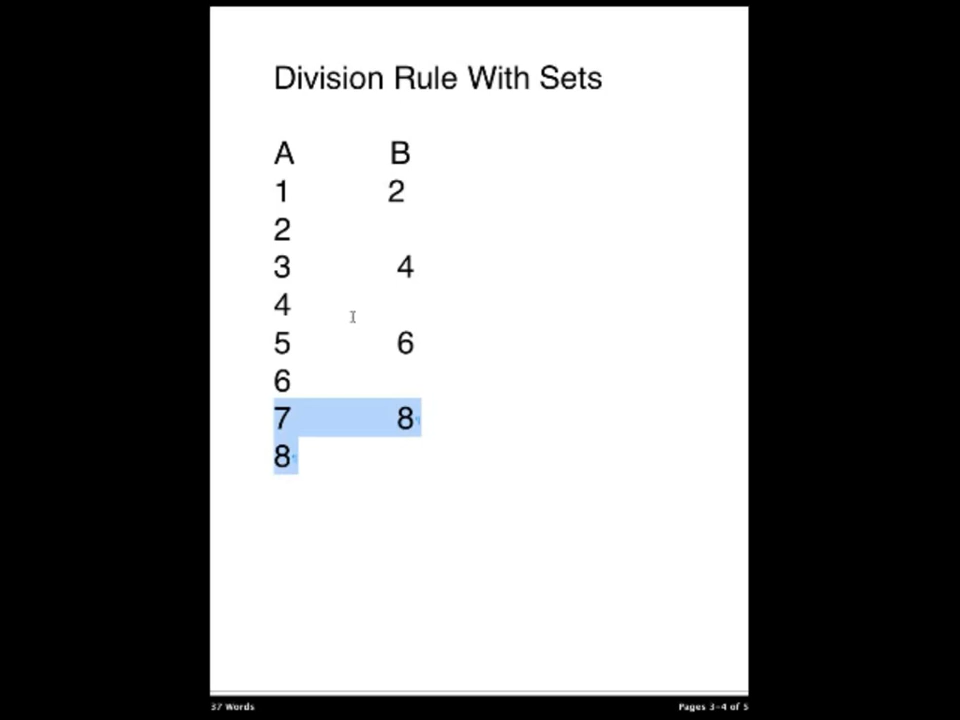 Division Rule With Sets
A B
1 2
2
3 4
4
5 6
6
7 8
8
37 Words
Pages 3-4 of 5